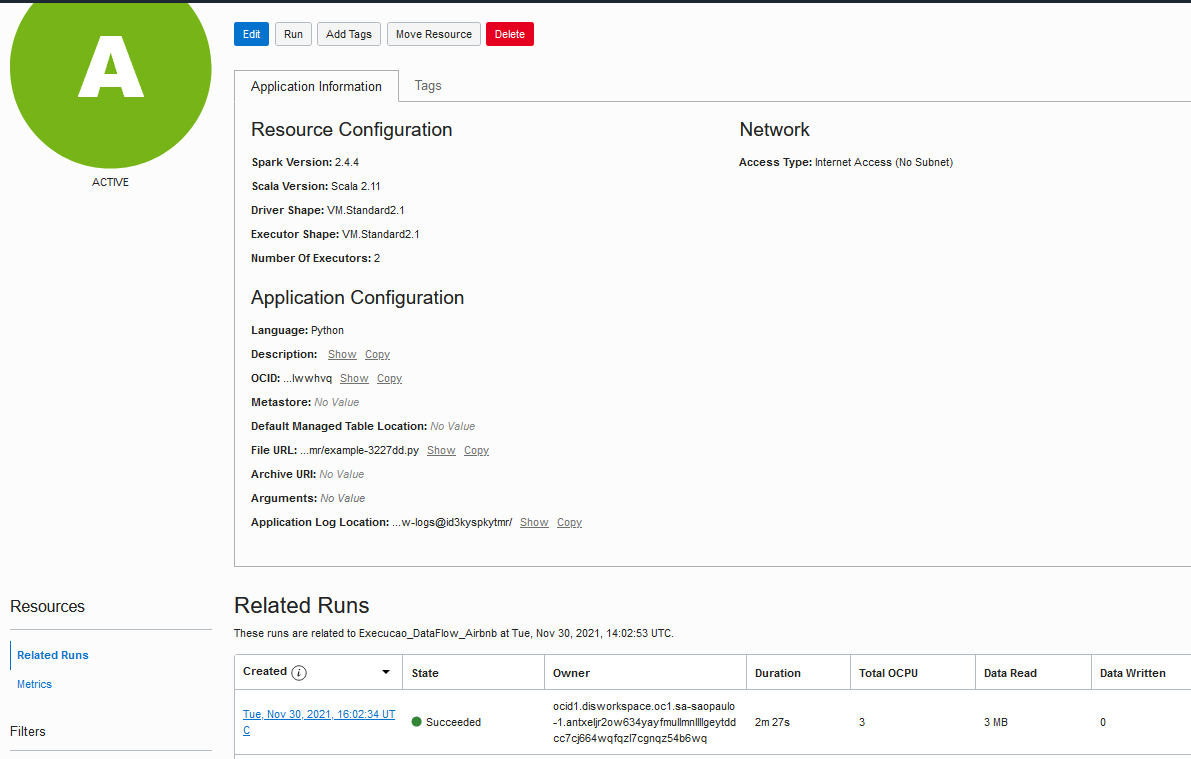 A
ACTIVE
Edit Run Add Tags Move Resource Delete
Application Information Tags
Resource Configuration
Spark Version: 2.4.4
Scala Version: Scala 2.11
Driver Shape: VM.Standard2.1
Executor Shape: VM.Standard2.1
Number Of Executors: 2
Network
Access Type: Internet Access (No Subnet)
Application Configuration
Language: Python
Description: Show Copy
OCID: ...lwwhvq Show Copy
Metastore: No Value
Default Managed Table Location: No Value
File URL: ...mr/example-3227dd.py Show Copy
Archive URI: No Value
Arguments: No Value
Application Log Location: ...w-logs@id3kyspkytmr/ Show Copy
Resources
Related Runs
Metrics
Filters
Related Runs
These runs are related to Execucao_DataFlow_Airbnb at Tue, Nov 30, 2021, 14:02:53 UTC.
Created i State Owner Duration Total OCPU Data Read Data Written
Tue, Nov 30, 2021, 16:02:34 UT
C
Succeeded
ocid1.disworkspace.oc1.sa-saopaulo
-1.antxeljr2ow634yayfmullmnllllgeytdd
cc7cj664wqfqzl7cgnqz54b6wq
2m 27s
3
3 MB
0